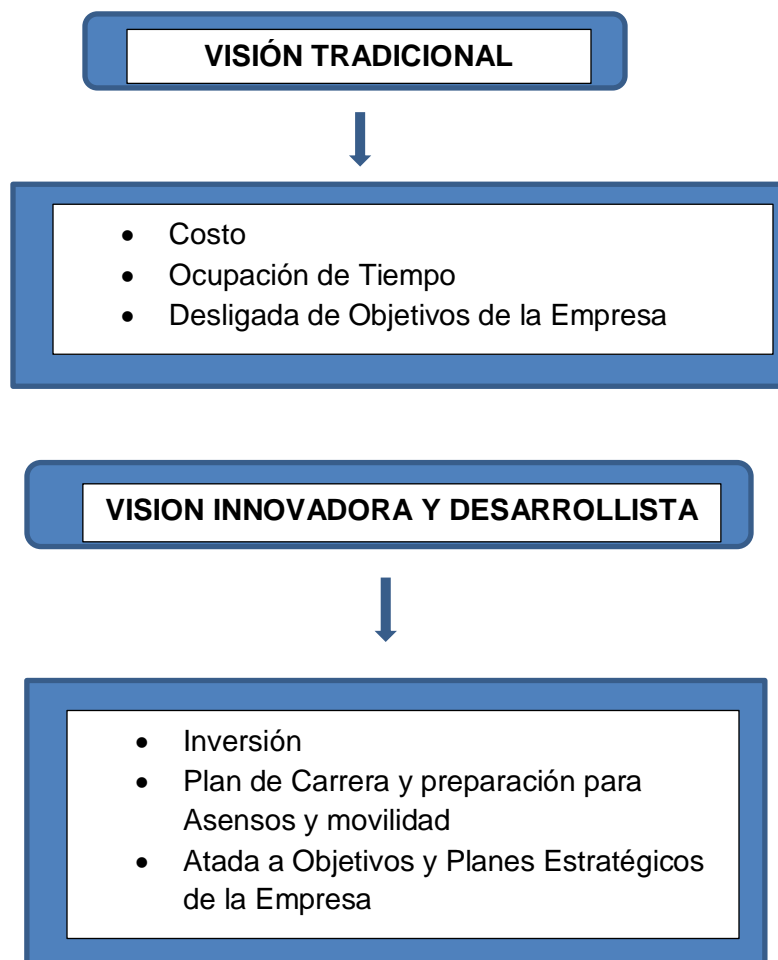 VISIÓN TRADICIONAL
• Costo
• Ocupación de Tiempo
• Desligada de Objetivos de la Empresa
VISION INNOVADORA Y DESARROLLISTA
• Inversión
• Plan de Carrera y preparación para
Asensos y movilidad
• Atada a Objetivos y Planes Estratégicos
de la Empresa